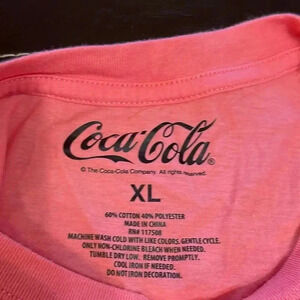 Coca-Cola®
© The Coca-Cola Company. All rights reserved.
XL
60% COTTON 40% POLYESTER
MADE IN CHINA
RN# 117508
MACHINE WASH COLD WITH LIKE COLORS. GENTLE CYCLE.
ONLY NON-CHLORINE BLEACH WHEN NEEDED.
TUMBLE DRY LOW. REMOVE PROMPTLY.
COOL IRON IF NEEDED.
DO NOT IRON DECORATION.